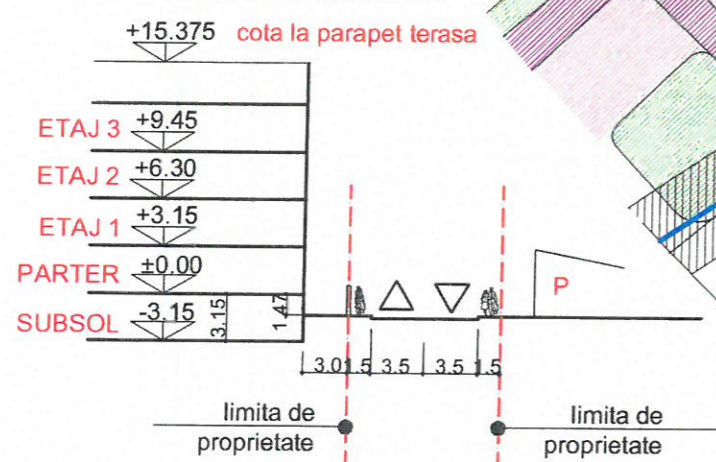 +15.375 cota la parapet terasa
ETAJ 3 +9.45
ETAJ 2 +6.30
ETAJ 1 +3.15
PARTER ±0.00
SUBSOL -3.15
3.15
1.47
P
3.0 1.5 3.5 3.5 1.5
limita de
proprietate
limita de
proprietate